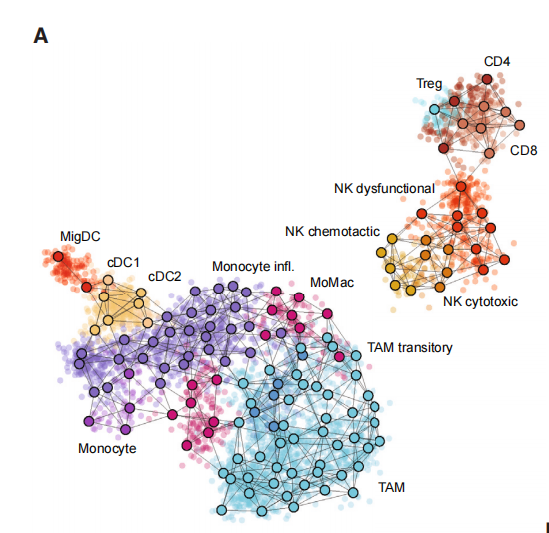 A
CD4
Treg
CD8
NK dysfunctional
NK chemotactic
MigDC
cDC1
cDC2
Monocyte infl.
MoMac
NK cytotoxic
TAM transitory
Monocyte
TAM